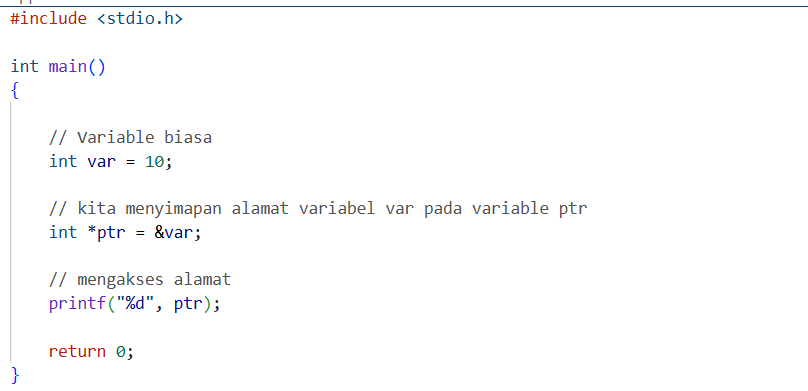 #include <stdio.h>
int main()
{
// Variable biasa
int var = 10;
// kita menyimapan alamat variabel var pada variable ptr
int *ptr = &var;
// mengakses alamat
printf("%d", ptr);
return 0;
}